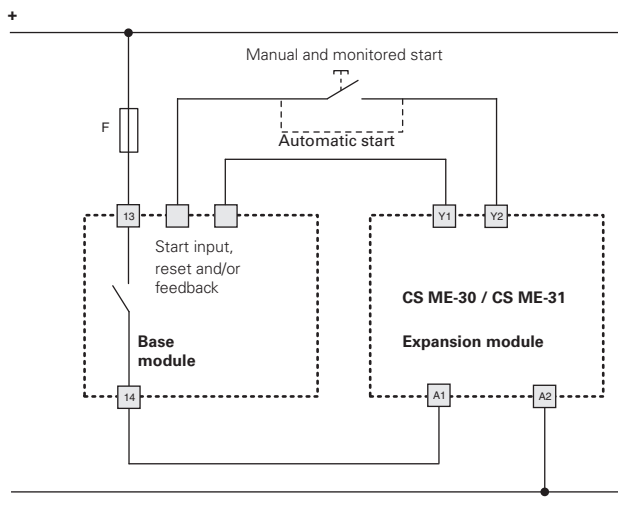 +
Manual and monitored start
F
Automatic start
13
Y1
Y2
Start input,
reset and/or
feedback
CS ME-30 / CS ME-31
Base
module
Expansion module
14
A1
A2